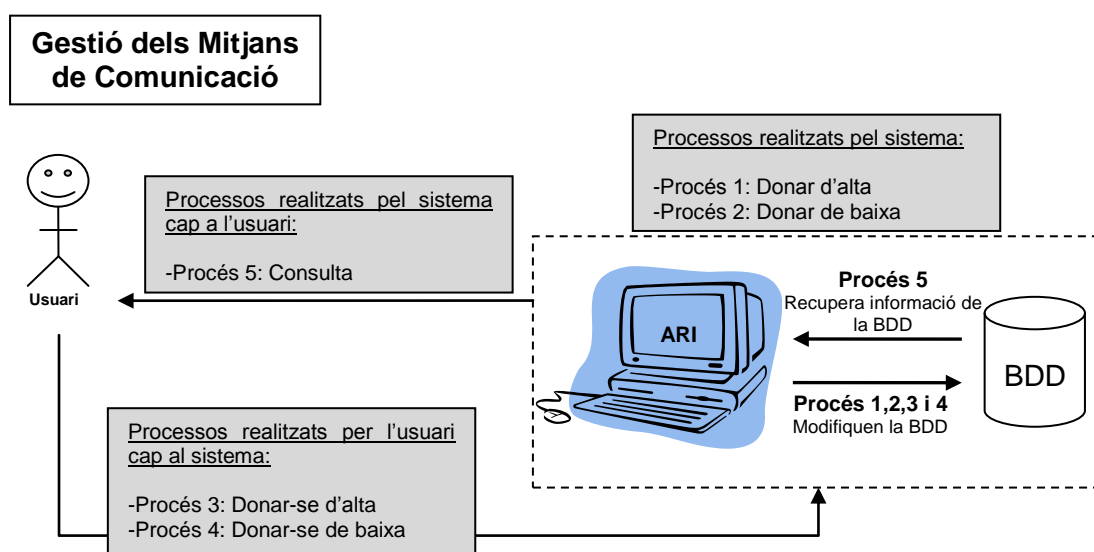 Gestió dels Mitjans
de Comunicació
Processos realitzats pel sistema:
-Procés 1: Donar d'alta
-Procés 2: Donar de baixa
Processos realitzats pel sistema
cap a l'usuari:
-Procés 5: Consulta
Usuari
ARI
Procés 5
Recupera informació de
la BDD
BDD
Procés 1,2,3 i 4
Modifiquen la BDD
Processos realitzats per l'usuari
cap al sistema:
-Procés 3: Donar-se d'alta
-Procés 4: Donar-se de baixa